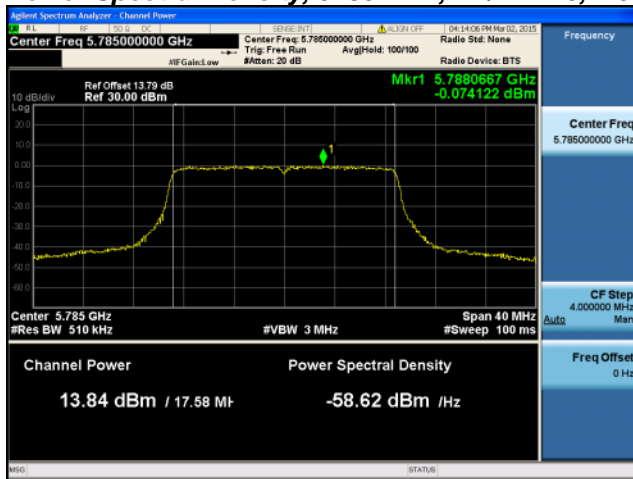 Agilent Spectrum Analyzer - Channel Power
RL RF 50 Ω DC SENSE:INT ALIGN OFF 04:14:06 PM Mar 02, 2015
Center Freq 5.785000000 GHz
Center Freq: 5.785000000 GHz Radio Std: None
Trig: Free Run Avg|Hold: 100/100
#IFGain:Low #Atten: 20 dB Radio Device: BTS
Frequency
Mkr1 5.7880667 GHz
-0.074122 dBm
Ref Offset 13.79 dB
10 dB/div Ref 30.00 dBm
Log
20.0
10.0
0.00
-10.0
-20.0
-30.0
-40.0
-50.0
-60.0
1
Center Freq
5.785000000 GHz
Center 5.785 GHz Span 40 MHz
#Res BW 510 kHz #VBW 3 MHz #Sweep 100 ms
CF Step
4.000000 MHz
Auto Man
Channel Power Power Spectral Density
13.84 dBm / 17.58 MH -58.62 dBm /Hz
Freq Offset
0 Hz
MSG STATUS